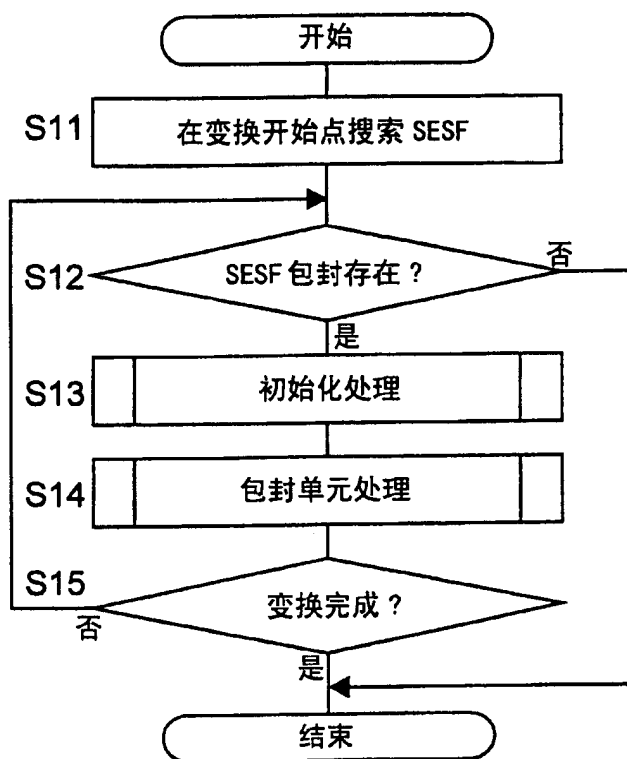 开始
S11
在变换开始点搜索 SESF
S12
SESF 包封存在？
否
是
S13
初始化处理
S14
包封单元处理
S15
变换完成？
否
是
结束